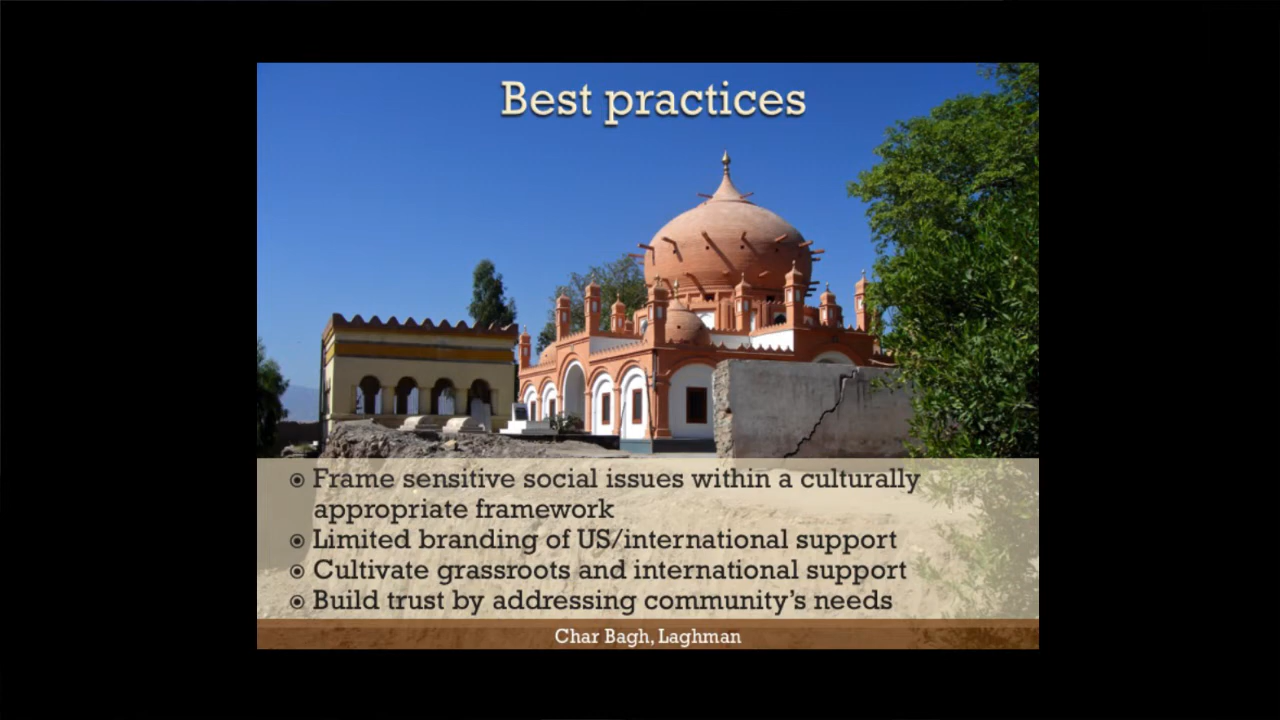 Best practices
⦿ Frame sensitive social issues within a culturally
appropriate framework
⦿ Limited branding of US/international support
⦿ Cultivate grassroots and international support
⦿ Build trust by addressing community’s needs
Char Bagh, Laghman